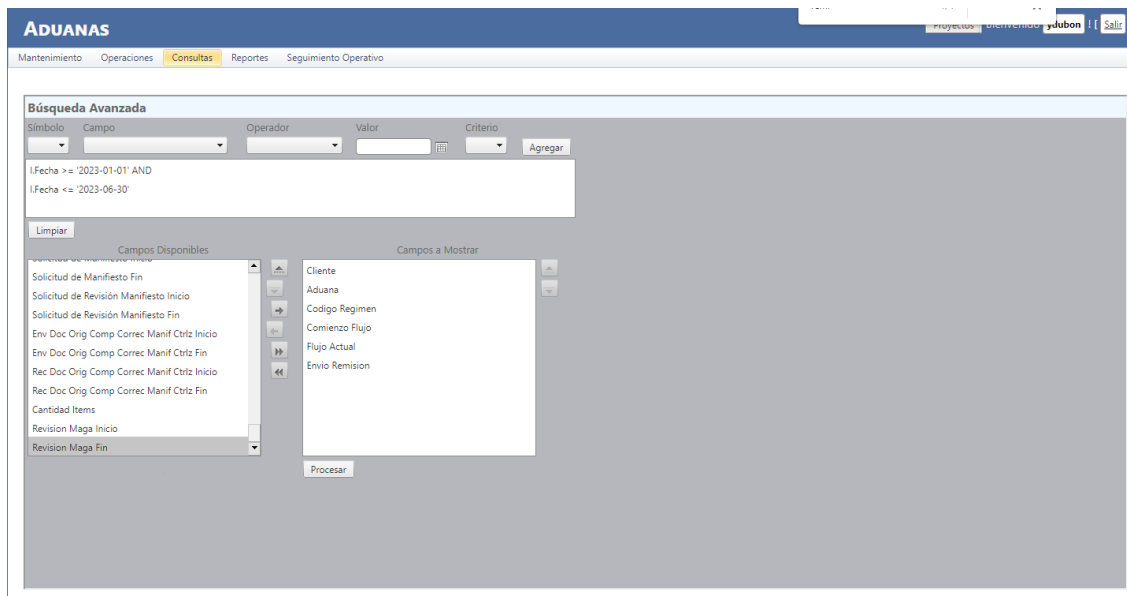 ADUANAS
Proyectos Bienvenido ydubon ! [ Salir
Mantenimiento Operaciones Consultas Reportes Seguimiento Operativo
Búsqueda Avanzada
Símbolo Campo Operador Valor Criterio
Agregar
I.Fecha >= '2023-01-01' AND
I.Fecha <= '2023-06-30'
Limpiar
Campos Disponibles
Solicitud de Manifiesto Inicio
Solicitud de Manifiesto Fin
Solicitud de Revisión Manifiesto Inicio
Solicitud de Revisión Manifiesto Fin
Env Doc Orig Comp Correc Manif Ctrlz Inicio
Env Doc Orig Comp Correc Manif Ctrlz Fin
Rec Doc Orig Comp Correc Manif Ctrlz Inicio
Rec Doc Orig Comp Correc Manif Ctrlz Fin
Cantidad Items
Revision Maga Inicio
Revision Maga Fin
Campos a Mostrar
Cliente
Aduana
Codigo Regimen
Comienzo Flujo
Flujo Actual
Envio Remision
Procesar